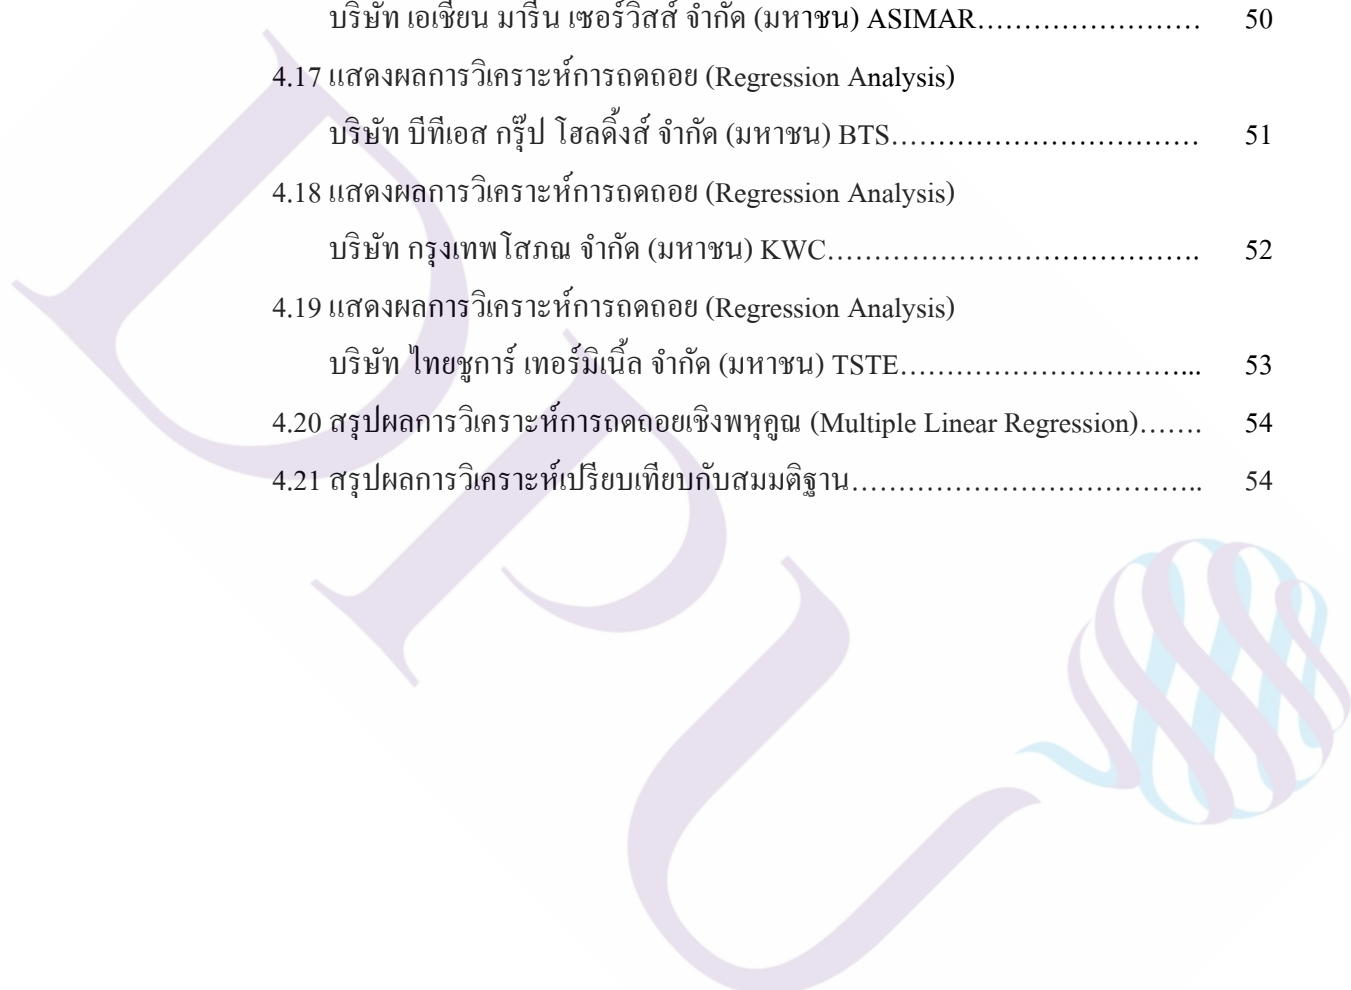 บริษัท เอเชียน มารีน เซอร์วิสส์ จำกัด (มหาชน) ASIMAR…………………… 50
4.17 แสดงผลการวิเคราะห์การถดถอย (Regression Analysis)
บริษัท บีทีเอส กรุ๊ป โฮลดิ้งส์ จำกัด (มหาชน) BTS…………………………… 51
4.18 แสดงผลการวิเคราะห์การถดถอย (Regression Analysis)
บริษัท กรุงเทพโสภณ จำกัด (มหาชน) KWC…………………………………. 52
4.19 แสดงผลการวิเคราะห์การถดถอย (Regression Analysis)
บริษัท ไทยชูการ์ เทอร์มิเนิ้ล จำกัด (มหาชน) TSTE………………………... 53
4.20 สรุปผลการวิเคราะห์การถดถอยเชิงพหุคูณ (Multiple Linear Regression)……. 54
4.21 สรุปผลการวิเคราะห์เปรียบเทียบกับสมมติฐาน……………………………….. 54
DPU